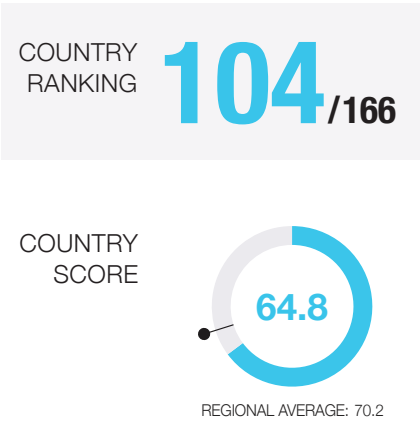 COUNTRY
RANKING
104/166
COUNTRY
SCORE
64.8
REGIONAL AVERAGE: 70.2